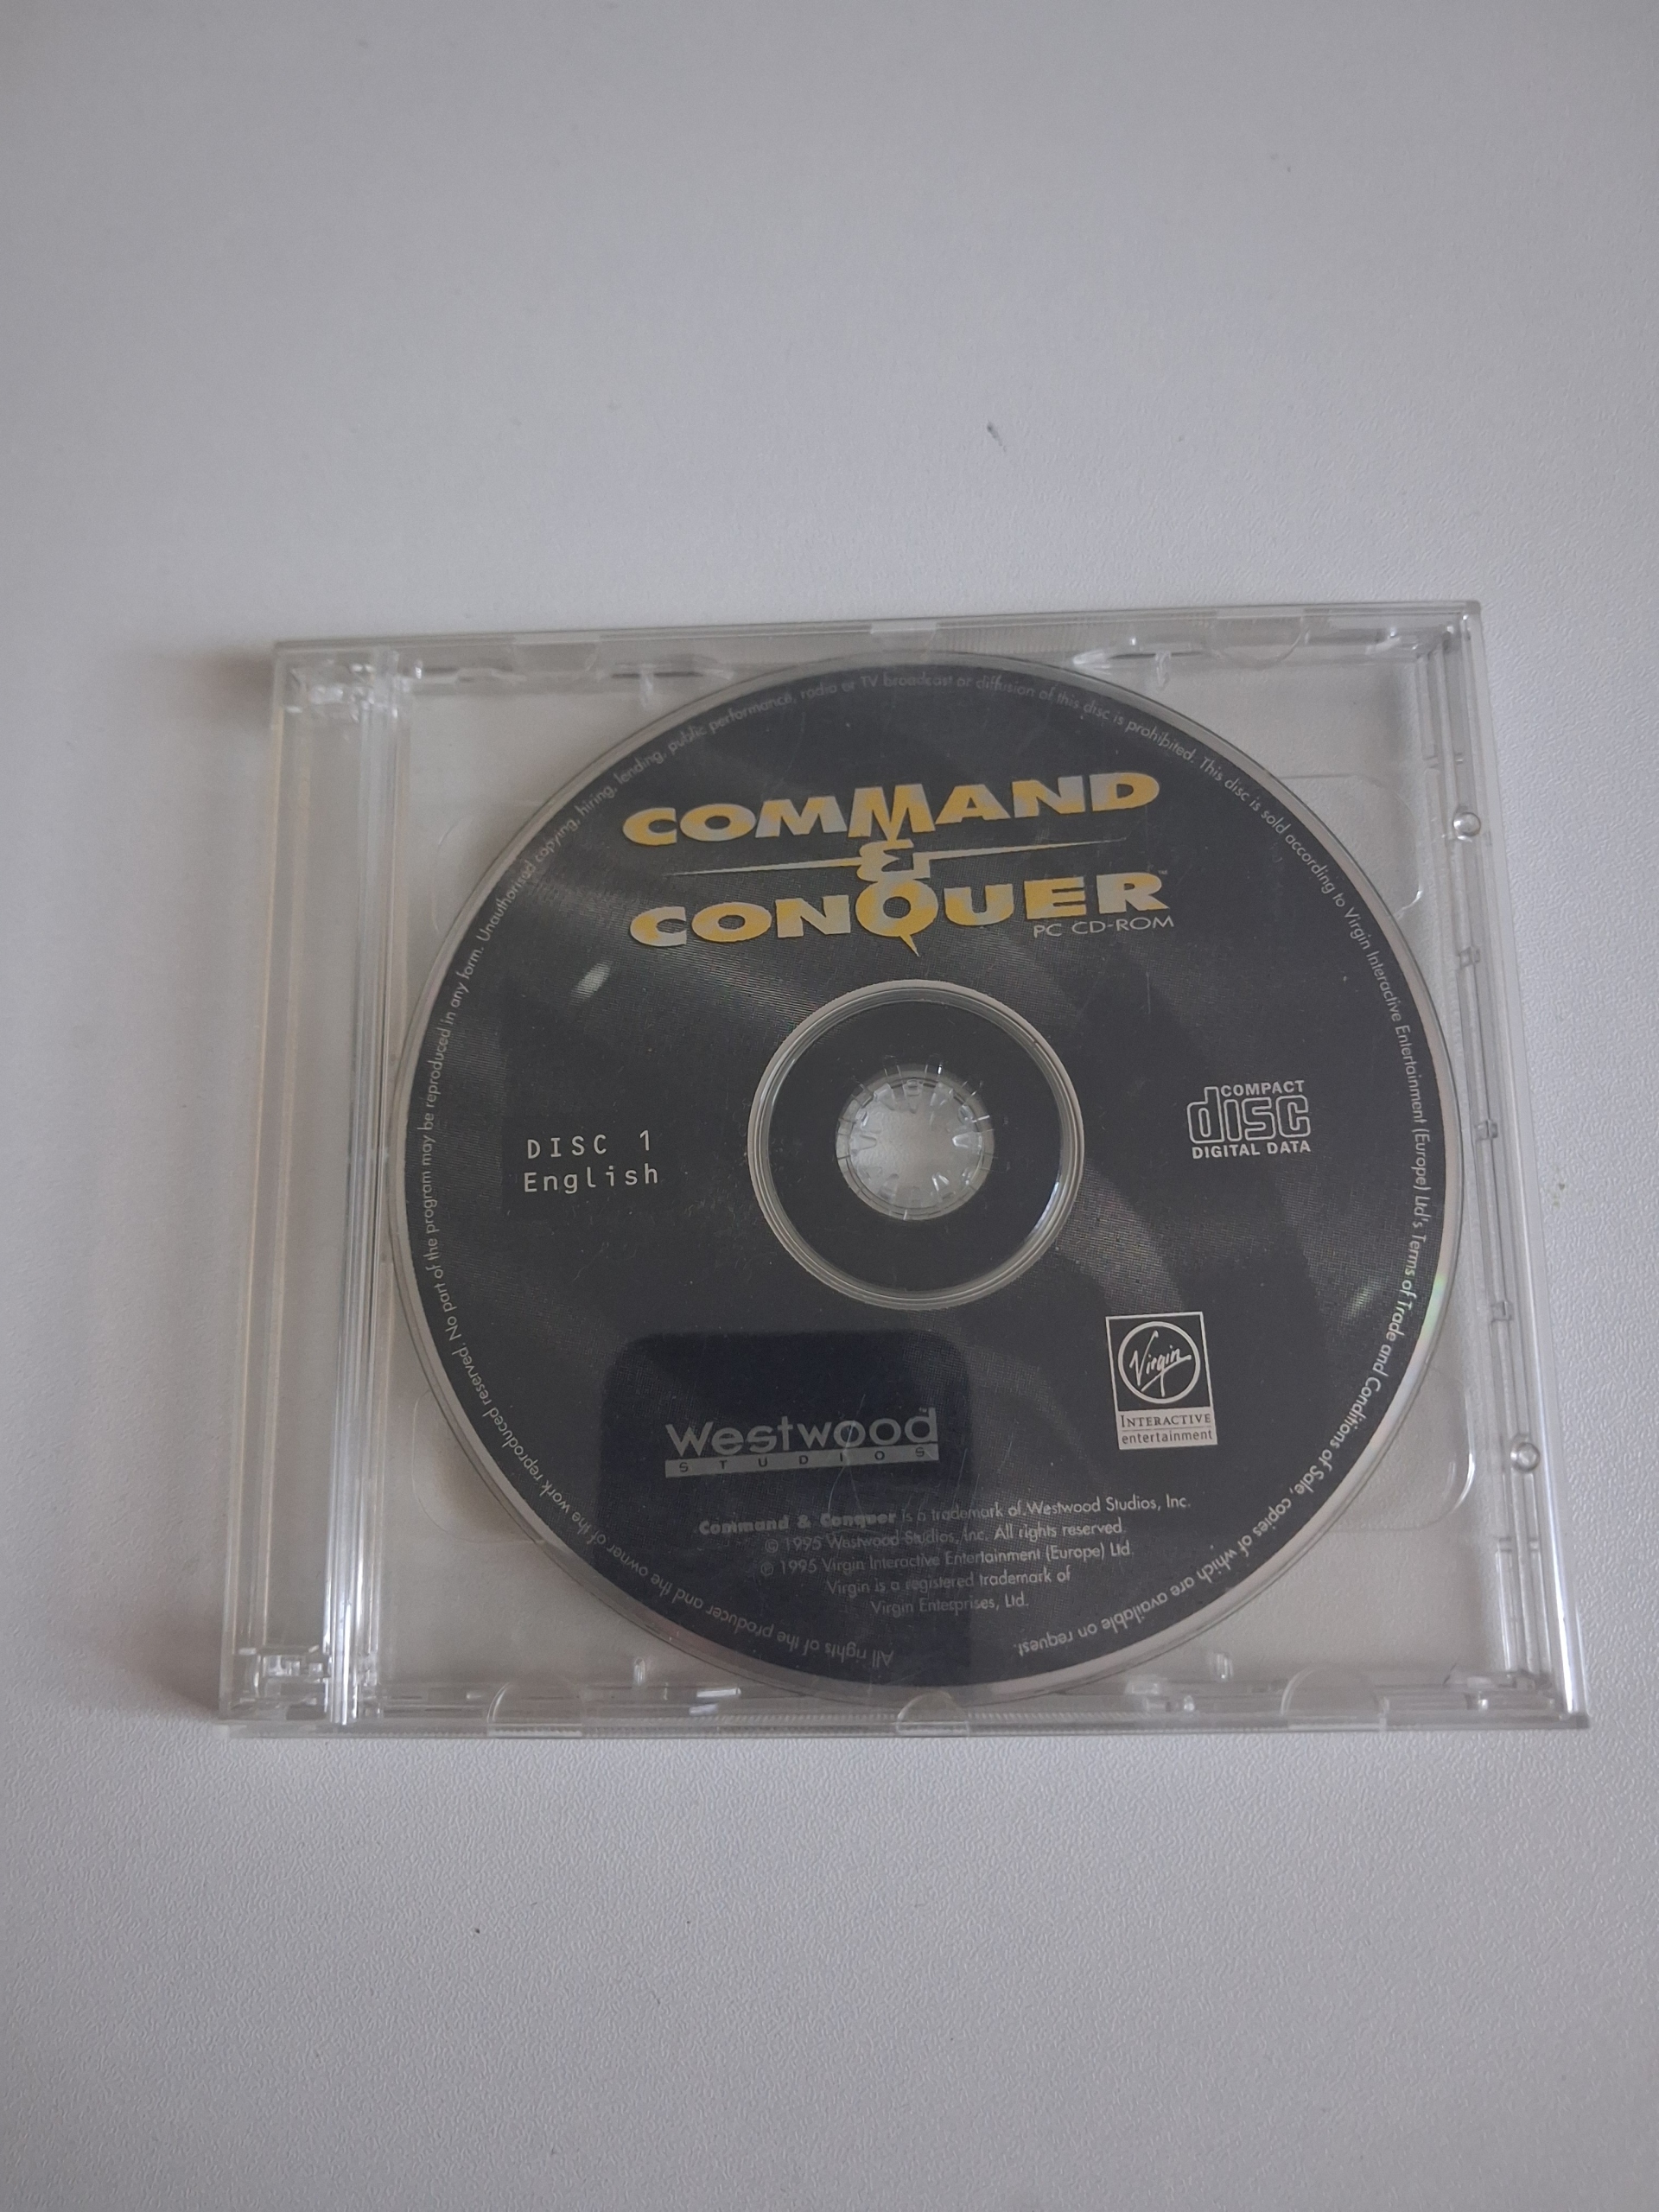 COMMAND
&
CONQUER™
PC CD-ROM
DISC 1
English
COMPACT
disc
DIGITAL DATA
Virgin
INTERACTIVE
entertainment
Westwood™
STUDIOS
Command & Conquer is a trademark of Westwood Studios, Inc.
© 1995 Westwood Studios, Inc. All rights reserved.
© 1995 Virgin Interactive Entertainment (Europe) Ltd.
Virgin is a registered trademark of
Virgin Enterprises, Ltd.
All rights of the producer and the owner of the work reproduced reserved. No part of the program may be reproduced in any form. Unauthorised copying, hiring, lending, public performance, radio or TV broadcast or diffusion of this disc is prohibited. This disc is sold according to Virgin Interactive Entertainment (Europe) Ltd's Terms of Trade and Conditions of Sale, copies of which are available on request.